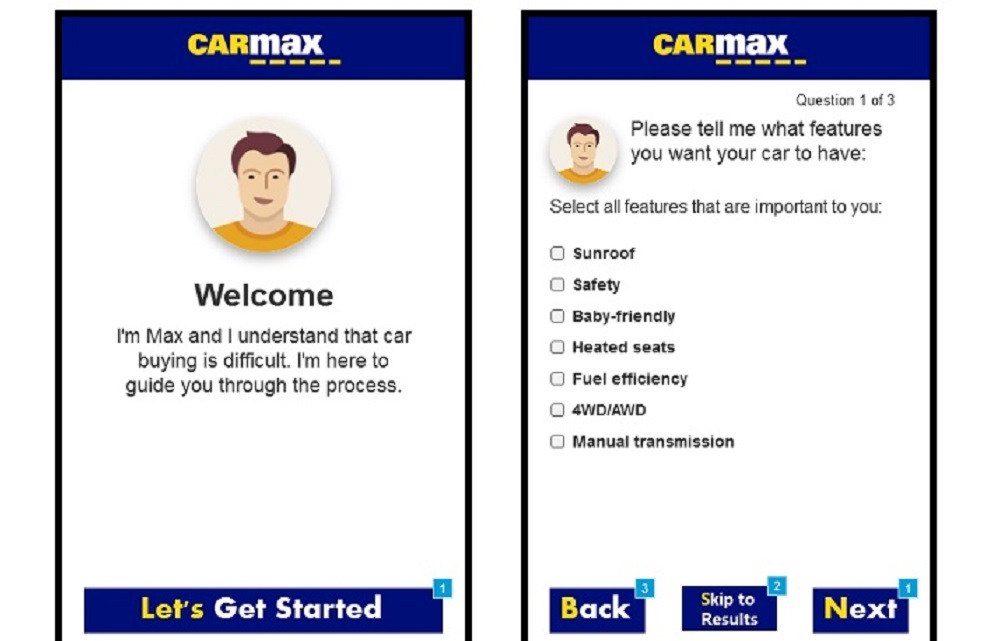 CARmax
Welcome
I'm Max and I understand that car
buying is difficult. I'm here to
guide you through the process.
1
Let's Get Started
CARmax
Question 1 of 3
Please tell me what features
you want your car to have:
Select all features that are important to you:
Sunroof
Safety
Baby-friendly
Heated seats
Fuel efficiency
4WD/AWD
Manual transmission
3
Back
2
Skip to
Results
1
Next